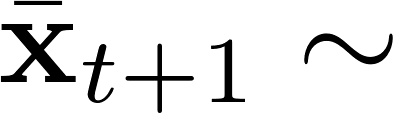 x̄_{t+1} ∼